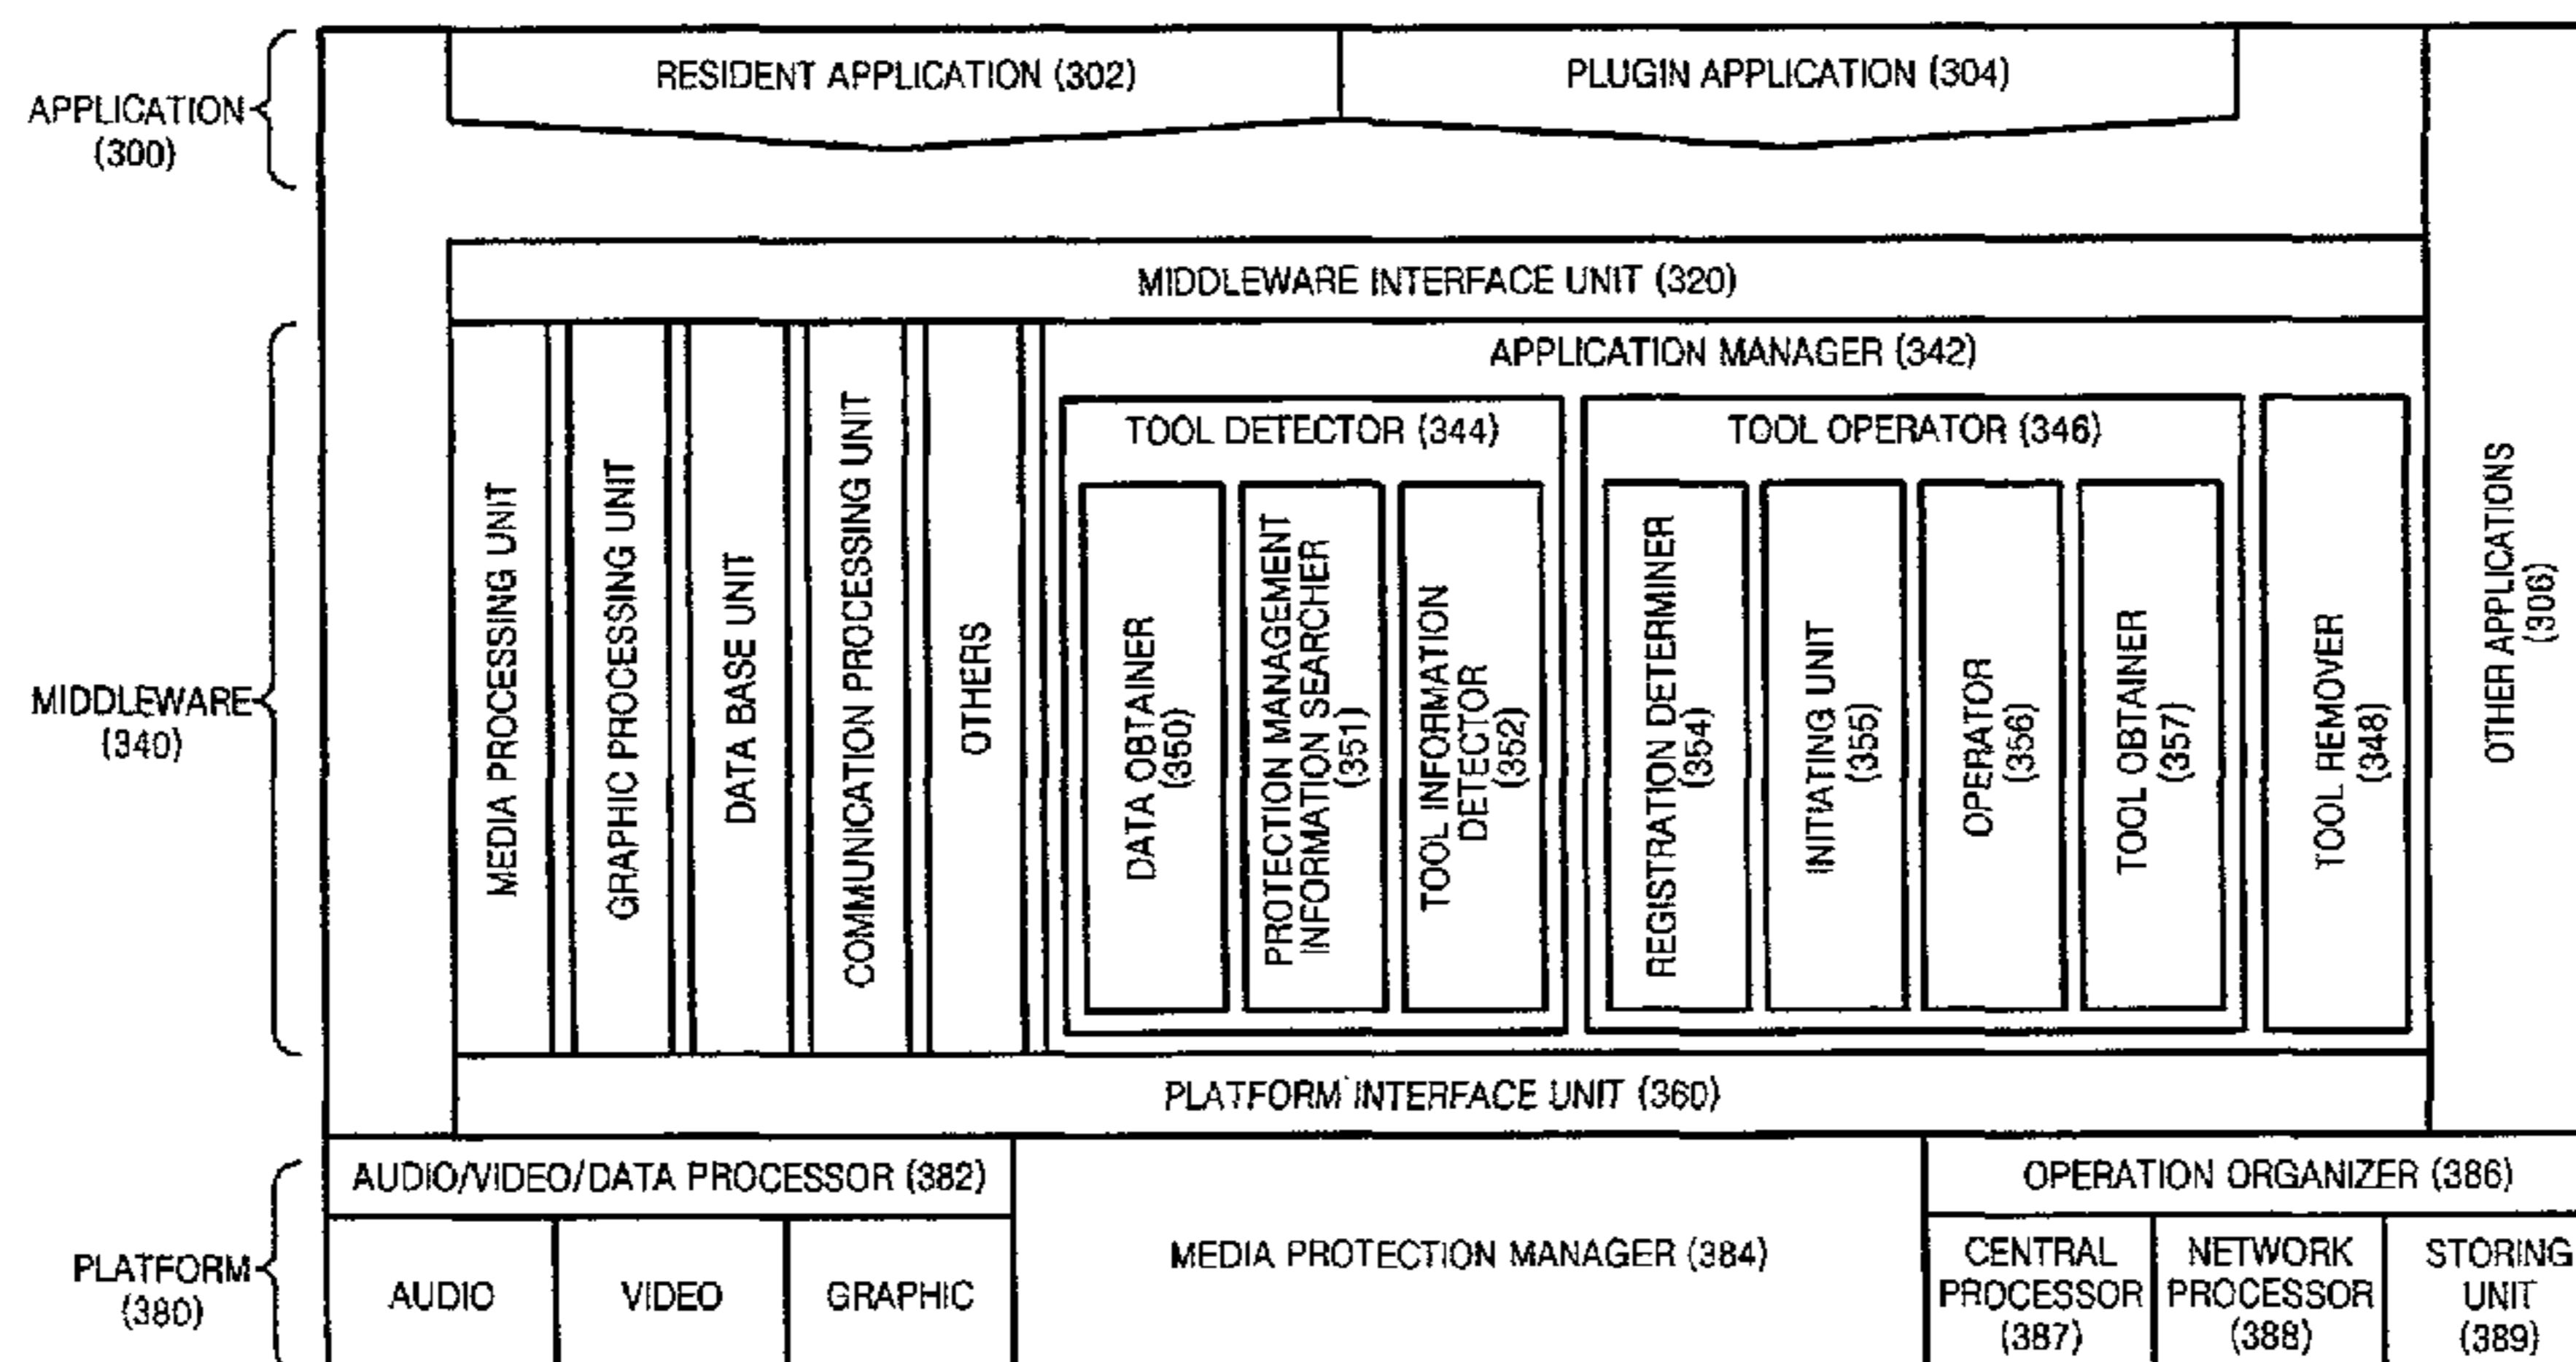 APPLICATION
(300)
RESIDENT APPLICATION (302)
PLUGIN APPLICATION (304)
MIDDLEWARE INTERFACE UNIT (320)
MIDDLEWARE
(340)
MEDIA PROCESSING UNIT
GRAPHIC PROCESSING UNIT
DATA BASE UNIT
COMMUNICATION PROCESSING UNIT
OTHERS
APPLICATION MANAGER (342)
TOOL DETECTOR (344)
DATA OBTAINER
(350)
PROTECTION MANAGEMENT
INFORMATION SEARCHER
(351)
TOOL INFORMATION
DETECTOR
(352)
TOOL OPERATOR (346)
REGISTRATION DETERMINER
(354)
INITIATING UNIT
(355)
OPERATOR
(356)
TOOL OBTAINER
(357)
TOOL REMOVER
(348)
OTHER APPLICATIONS
(306)
PLATFORM INTERFACE UNIT (360)
PLATFORM
(380)
AUDIO/VIDEO/DATA PROCESSOR (382)
AUDIO
VIDEO
GRAPHIC
MEDIA PROTECTION MANAGER (384)
OPERATION ORGANIZER (386)
CENTRAL
PROCESSOR
(387)
NETWORK
PROCESSOR
(388)
STORING
UNIT
(389)